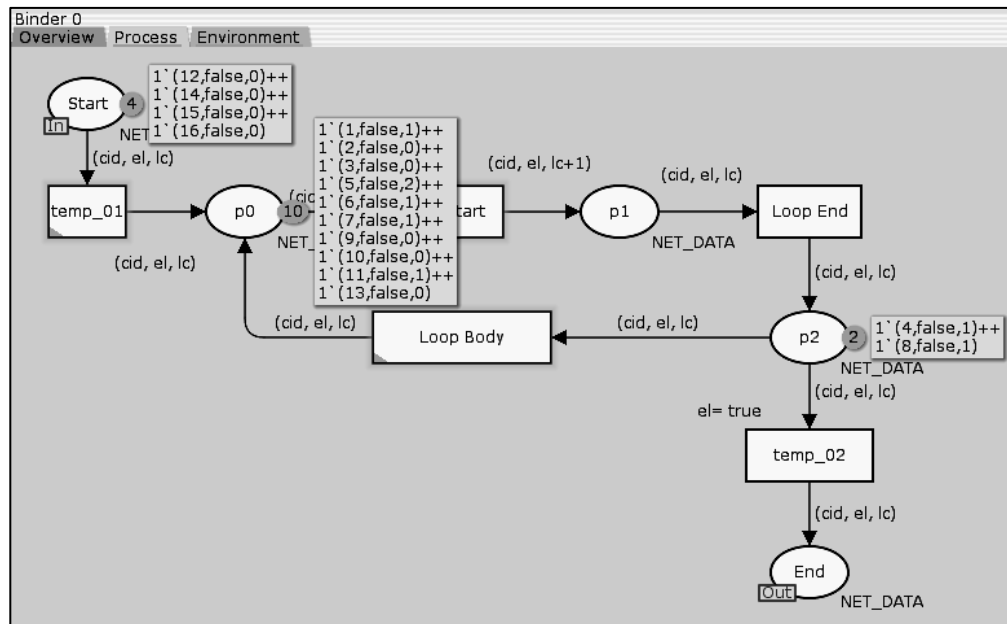 Binder 0
Overview Process Environment
Start
4
1`(12,false,0)++
1`(14,false,0)++
1`(15,false,0)++
1`(16,false,0)
In
NET_
(cid, el, lc)
temp_01
(cid, el, lc)
p0
10
NET_
(cid
1`(1,false,1)++
1`(2,false,0)++
1`(3,false,0)++
1`(5,false,2)++
1`(6,false,1)++
1`(7,false,1)++
1`(9,false,0)++
1`(10,false,0)++
1`(11,false,1)++
1`(13,false,0)
tart
(cid, el, lc+1)
p1
NET_DATA
(cid, el, lc)
Loop End
(cid, el, lc)
(cid, el, lc)
Loop Body
(cid, el, lc)
p2
2
1`(4,false,1)++
1`(8,false,1)
NET_DATA
(cid, el, lc)
el= true
temp_02
(cid, el, lc)
End
Out
NET_DATA